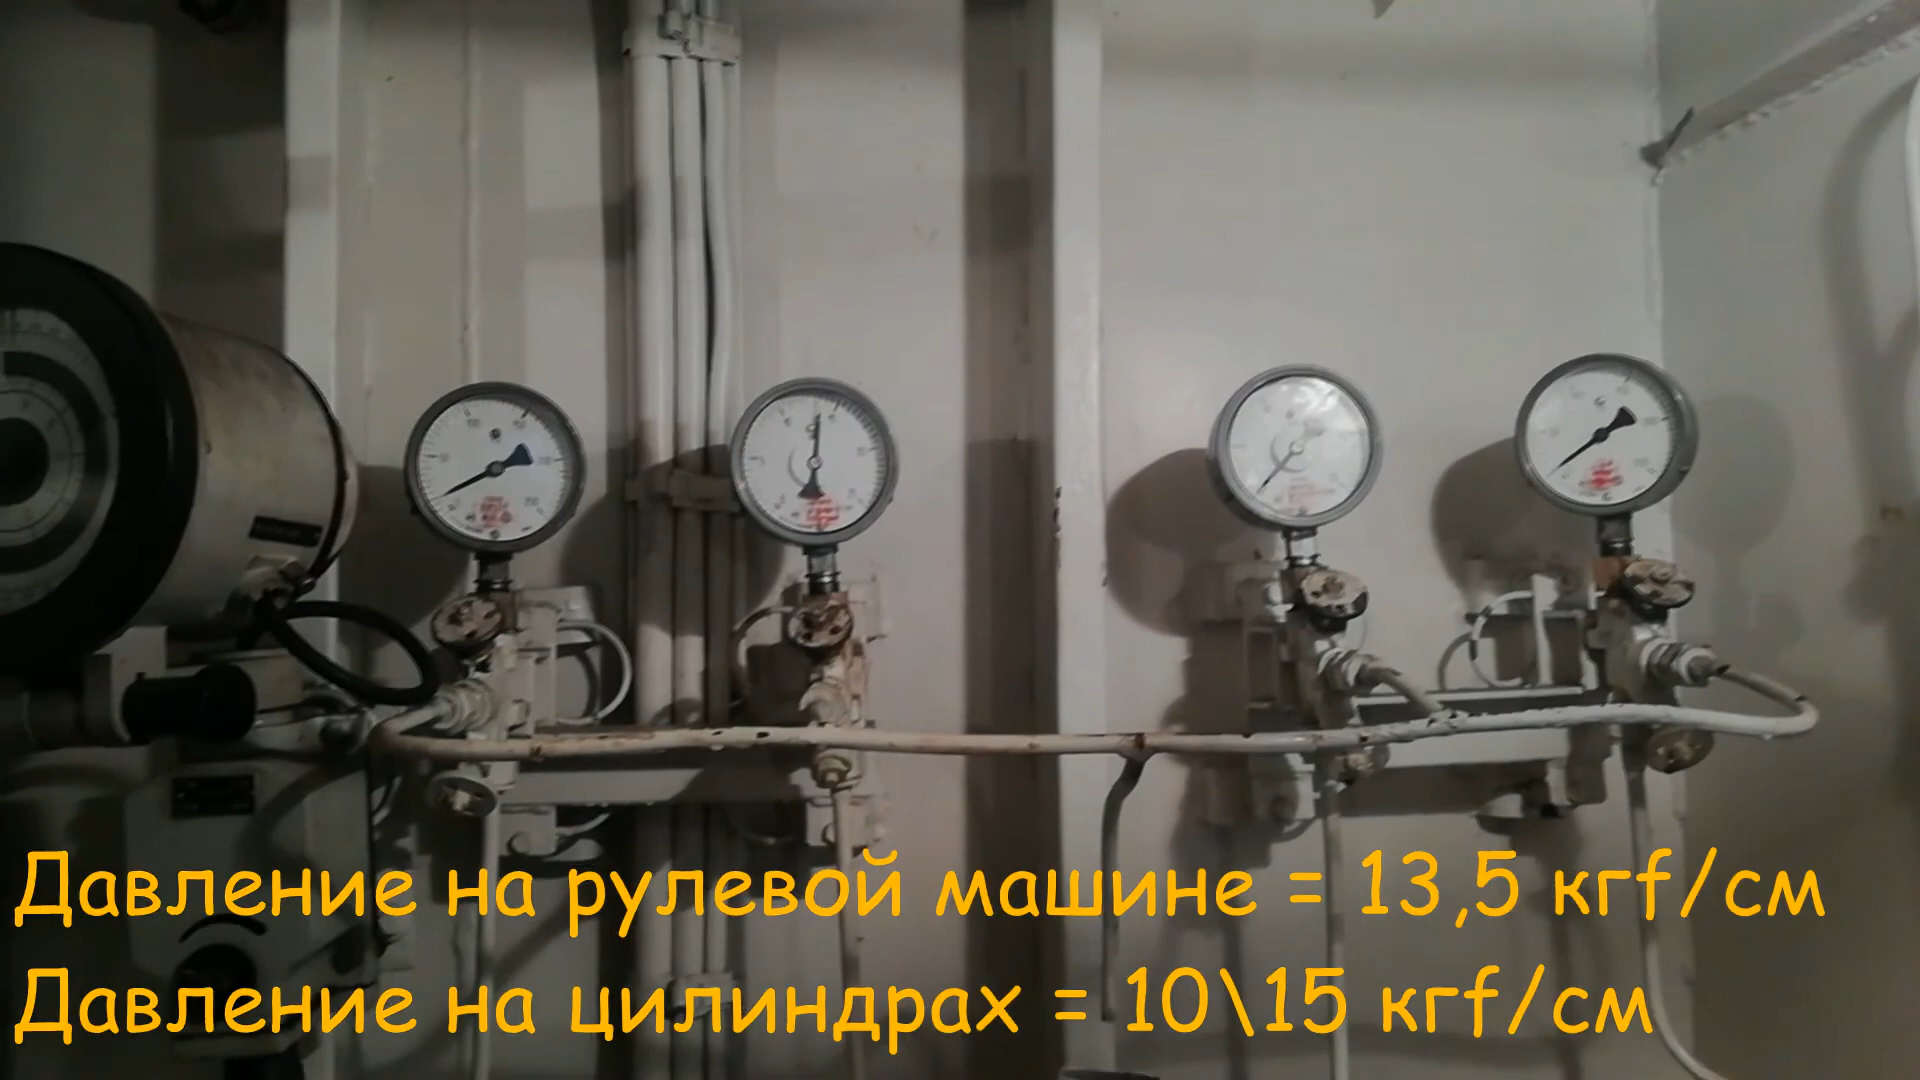 Давление на рулевой машине = 13,5 кгf/см
Давление на цилиндрах = 10\15 кгf/см